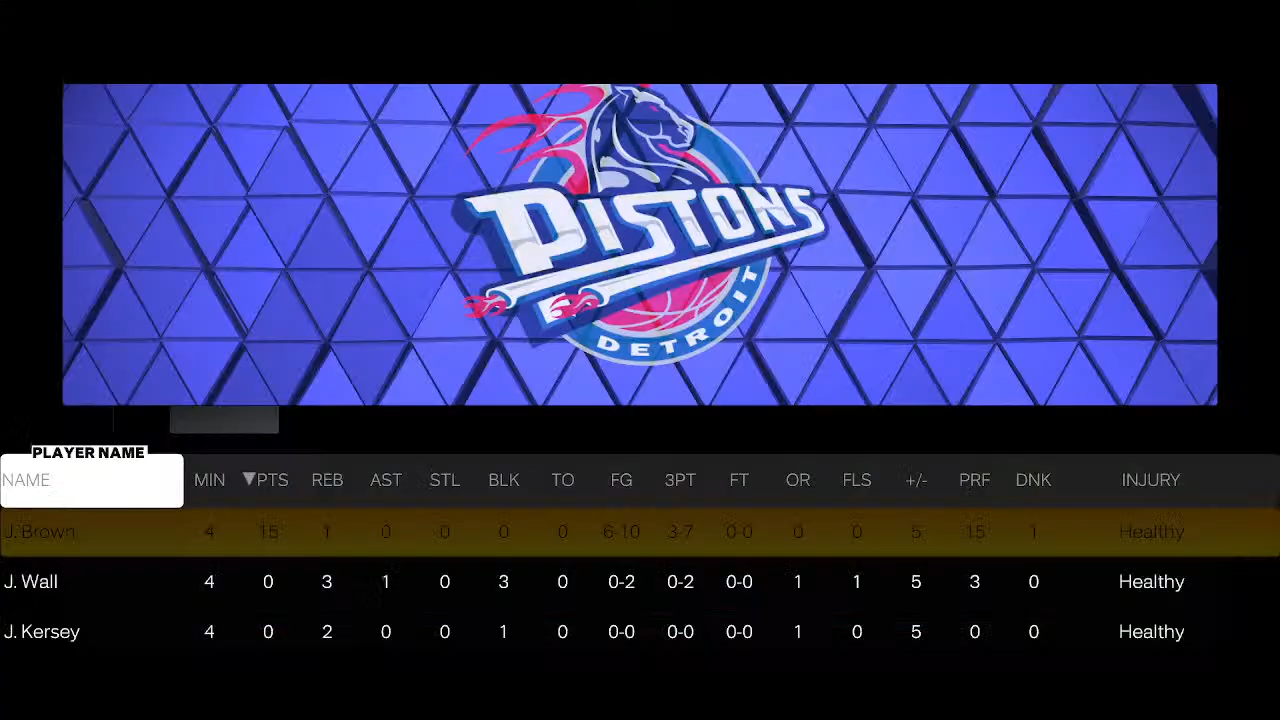 PISTONS
DETROIT
PLAYER NAME
NAME MIN ▼PTS REB AST STL BLK TO FG 3PT FT OR FLS +/- PRF DNK INJURY
J. Brown 4 15 1 0 0 0 0 6-10 3-7 0-0 0 0 5 15 1 Healthy
J. Wall 4 0 3 1 0 3 0 0-2 0-2 0-0 1 1 5 3 0 Healthy
J. Kersey 4 0 2 0 0 1 0 0-0 0-0 0-0 1 0 5 0 0 Healthy